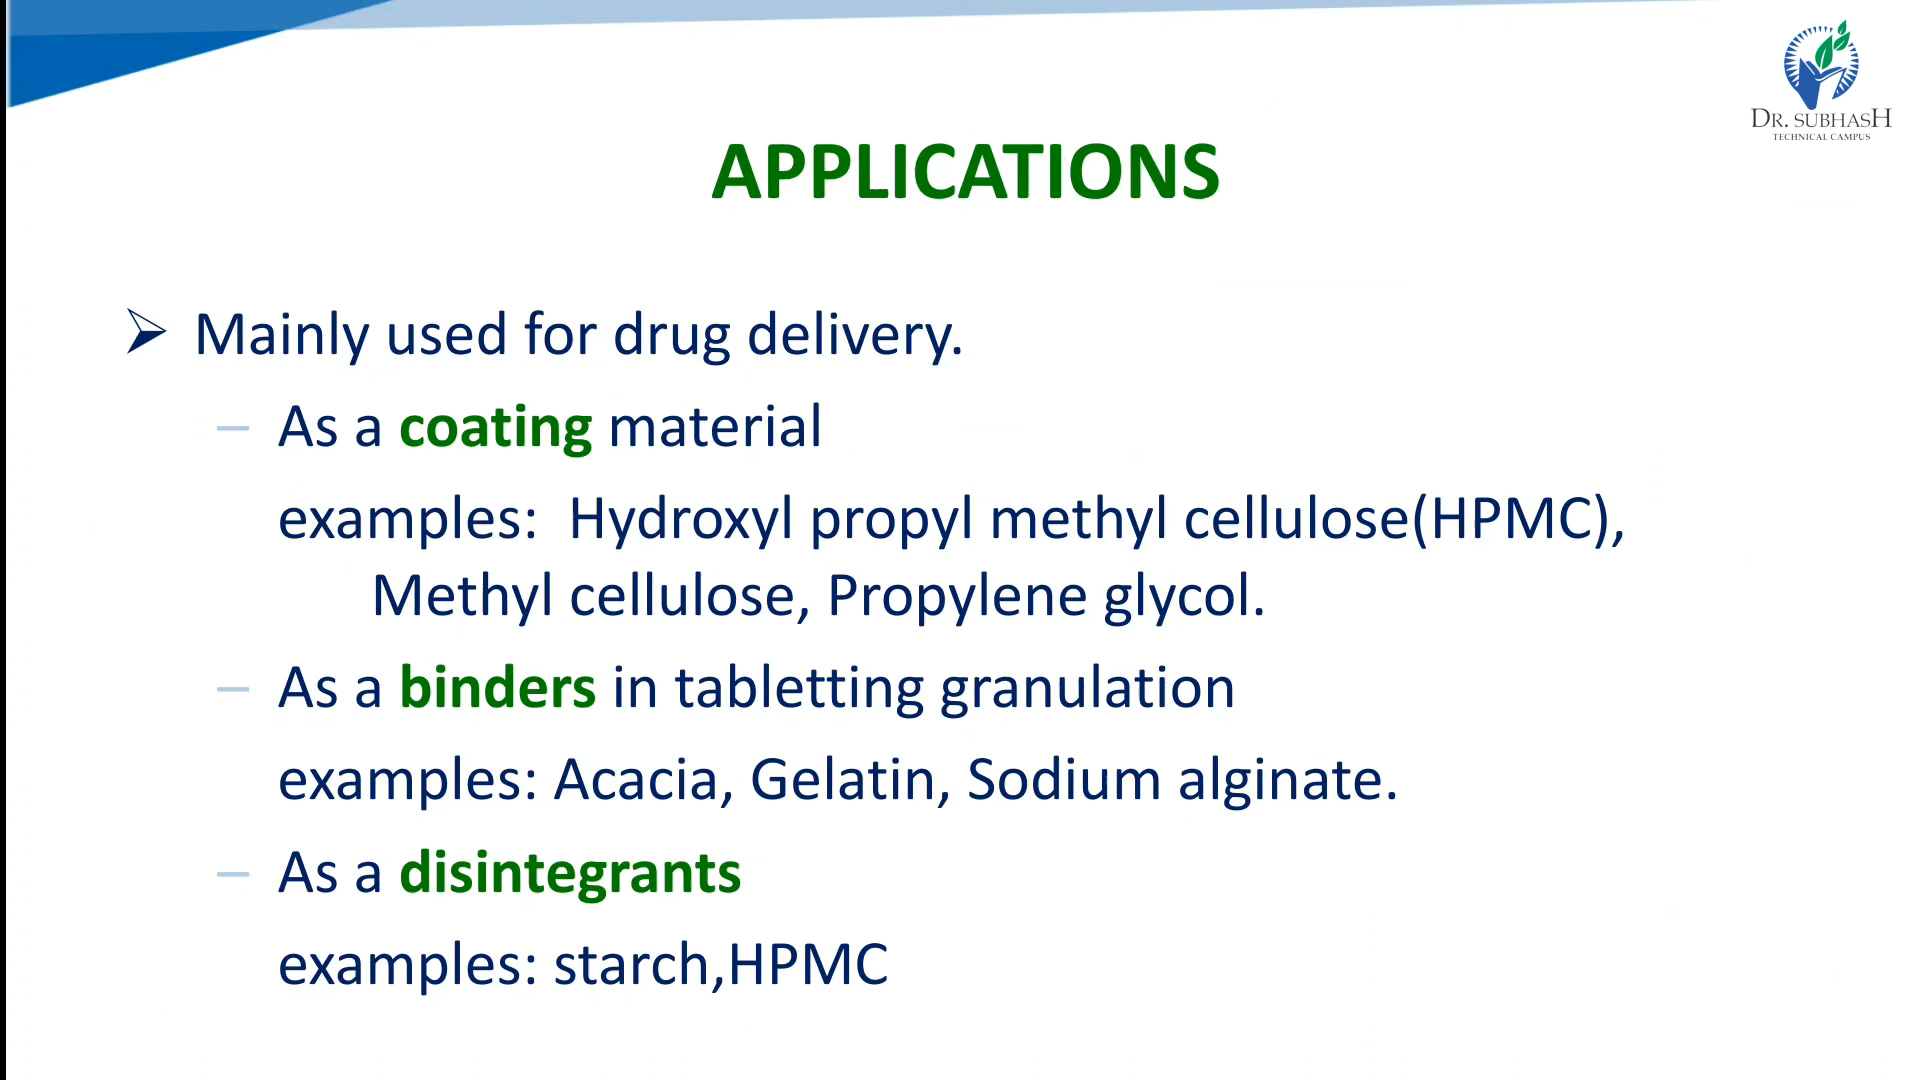 DR. SUBHASH
TECHNICAL CAMPUS
APPLICATIONS
➢ Mainly used for drug delivery.
– As a coating material
examples: Hydroxyl propyl methyl cellulose(HPMC),
Methyl cellulose, Propylene glycol.
– As a binders in tabletting granulation
examples: Acacia, Gelatin, Sodium alginate.
– As a disintegrants
examples: starch,HPMC